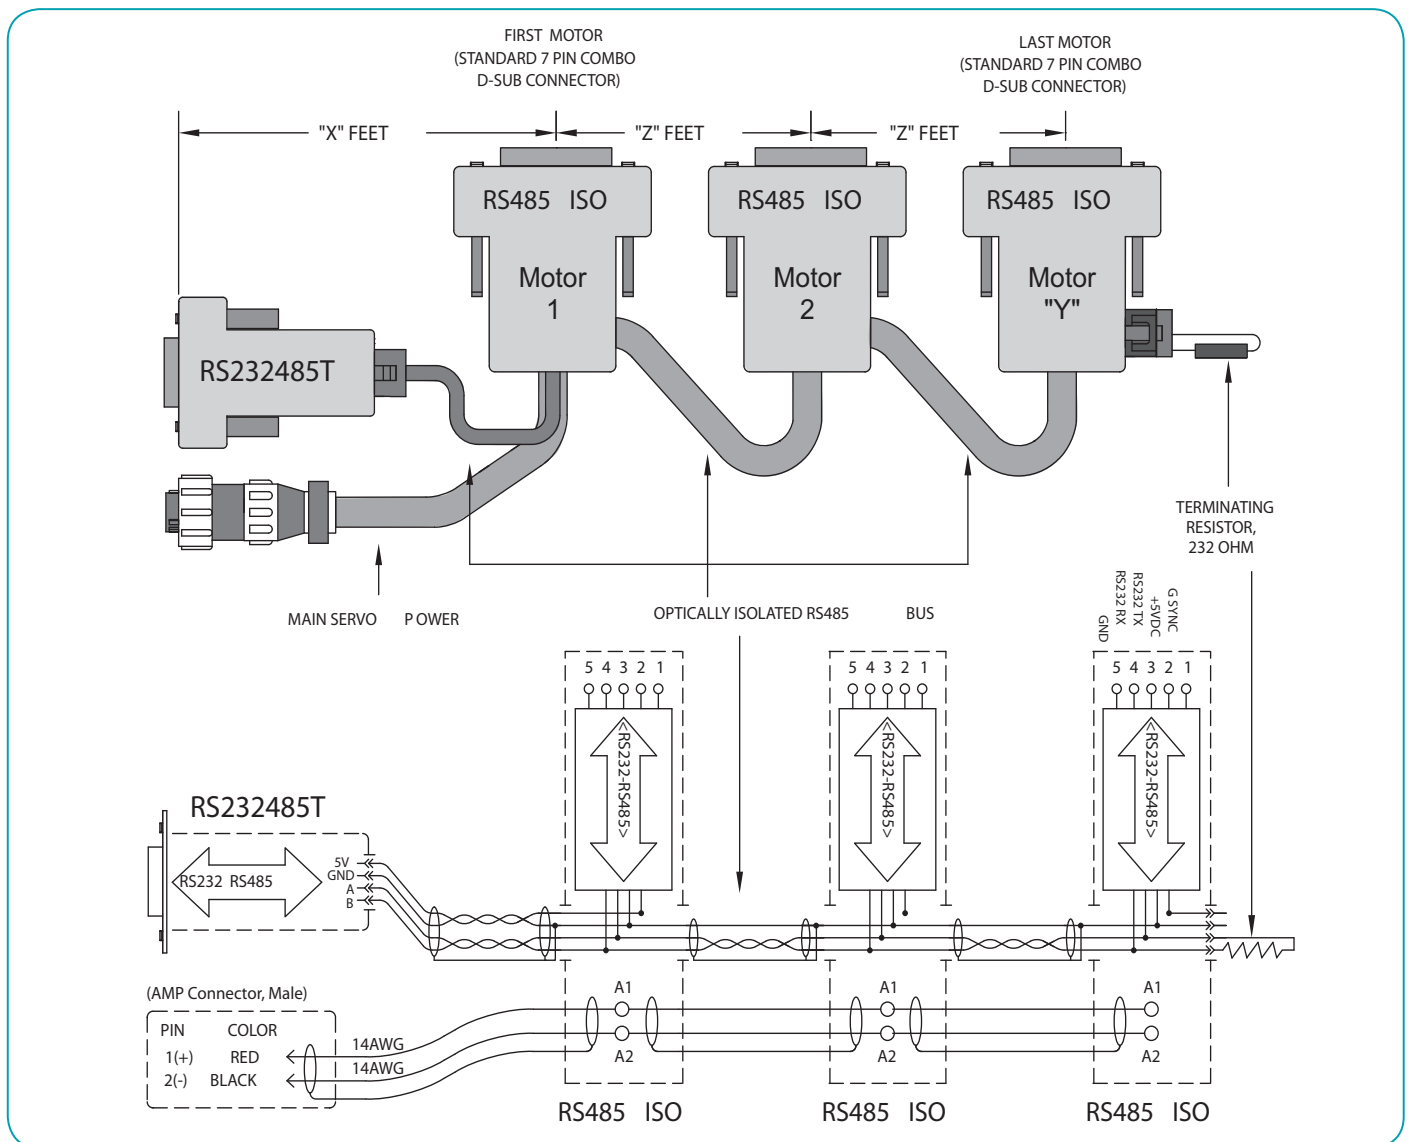 FIRST MOTOR
(STANDARD 7 PIN COMBO
D-SUB CONNECTOR)
LAST MOTOR
(STANDARD 7 PIN COMBO
D-SUB CONNECTOR)
"X" FEET
"Z" FEET
"Z" FEET
RS485 ISO
RS485 ISO
RS485 ISO
Motor
1
Motor
2
Motor
"Y"
RS232485T
TERMINATING
RESISTOR,
232 OHM
MAIN SERVO P OWER
OPTICALLY ISOLATED RS485 BUS
GND
RS232 RX
RS232 TX
+5VDC
G SYNC
5 4 3 2 1
5 4 3 2 1
5 4 3 2 1
<RS232-RS485>
<RS232-RS485>
<RS232-RS485>
RS232485T
RS232 RS485
5V
GND
A
B
(AMP Connector, Male)
PIN COLOR
1(+) RED
2(-) BLACK
14AWG
14AWG
A1
A2
A1
A2
A1
A2
RS485 ISO
RS485 ISO
RS485 ISO